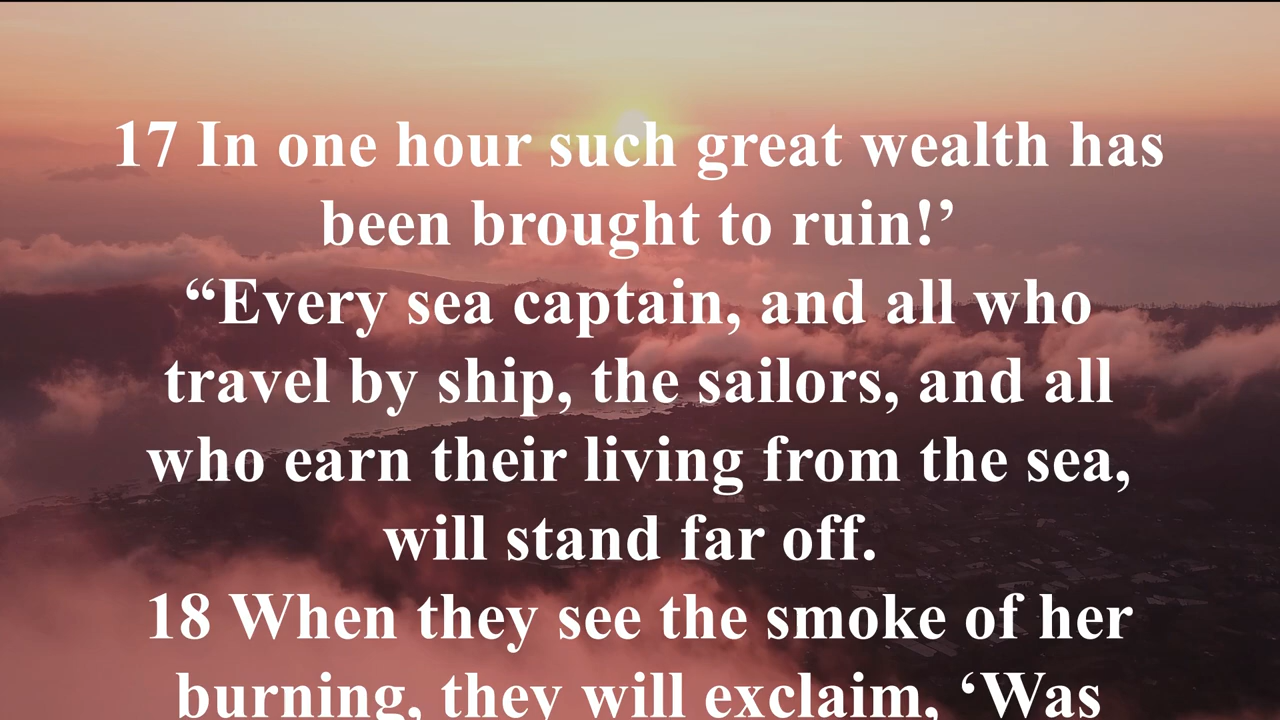 17 In one hour such great wealth has
been brought to ruin!’
“Every sea captain, and all who
travel by ship, the sailors, and all
who earn their living from the sea,
will stand far off.
18 When they see the smoke of her
burning, they will exclaim, ‘Was